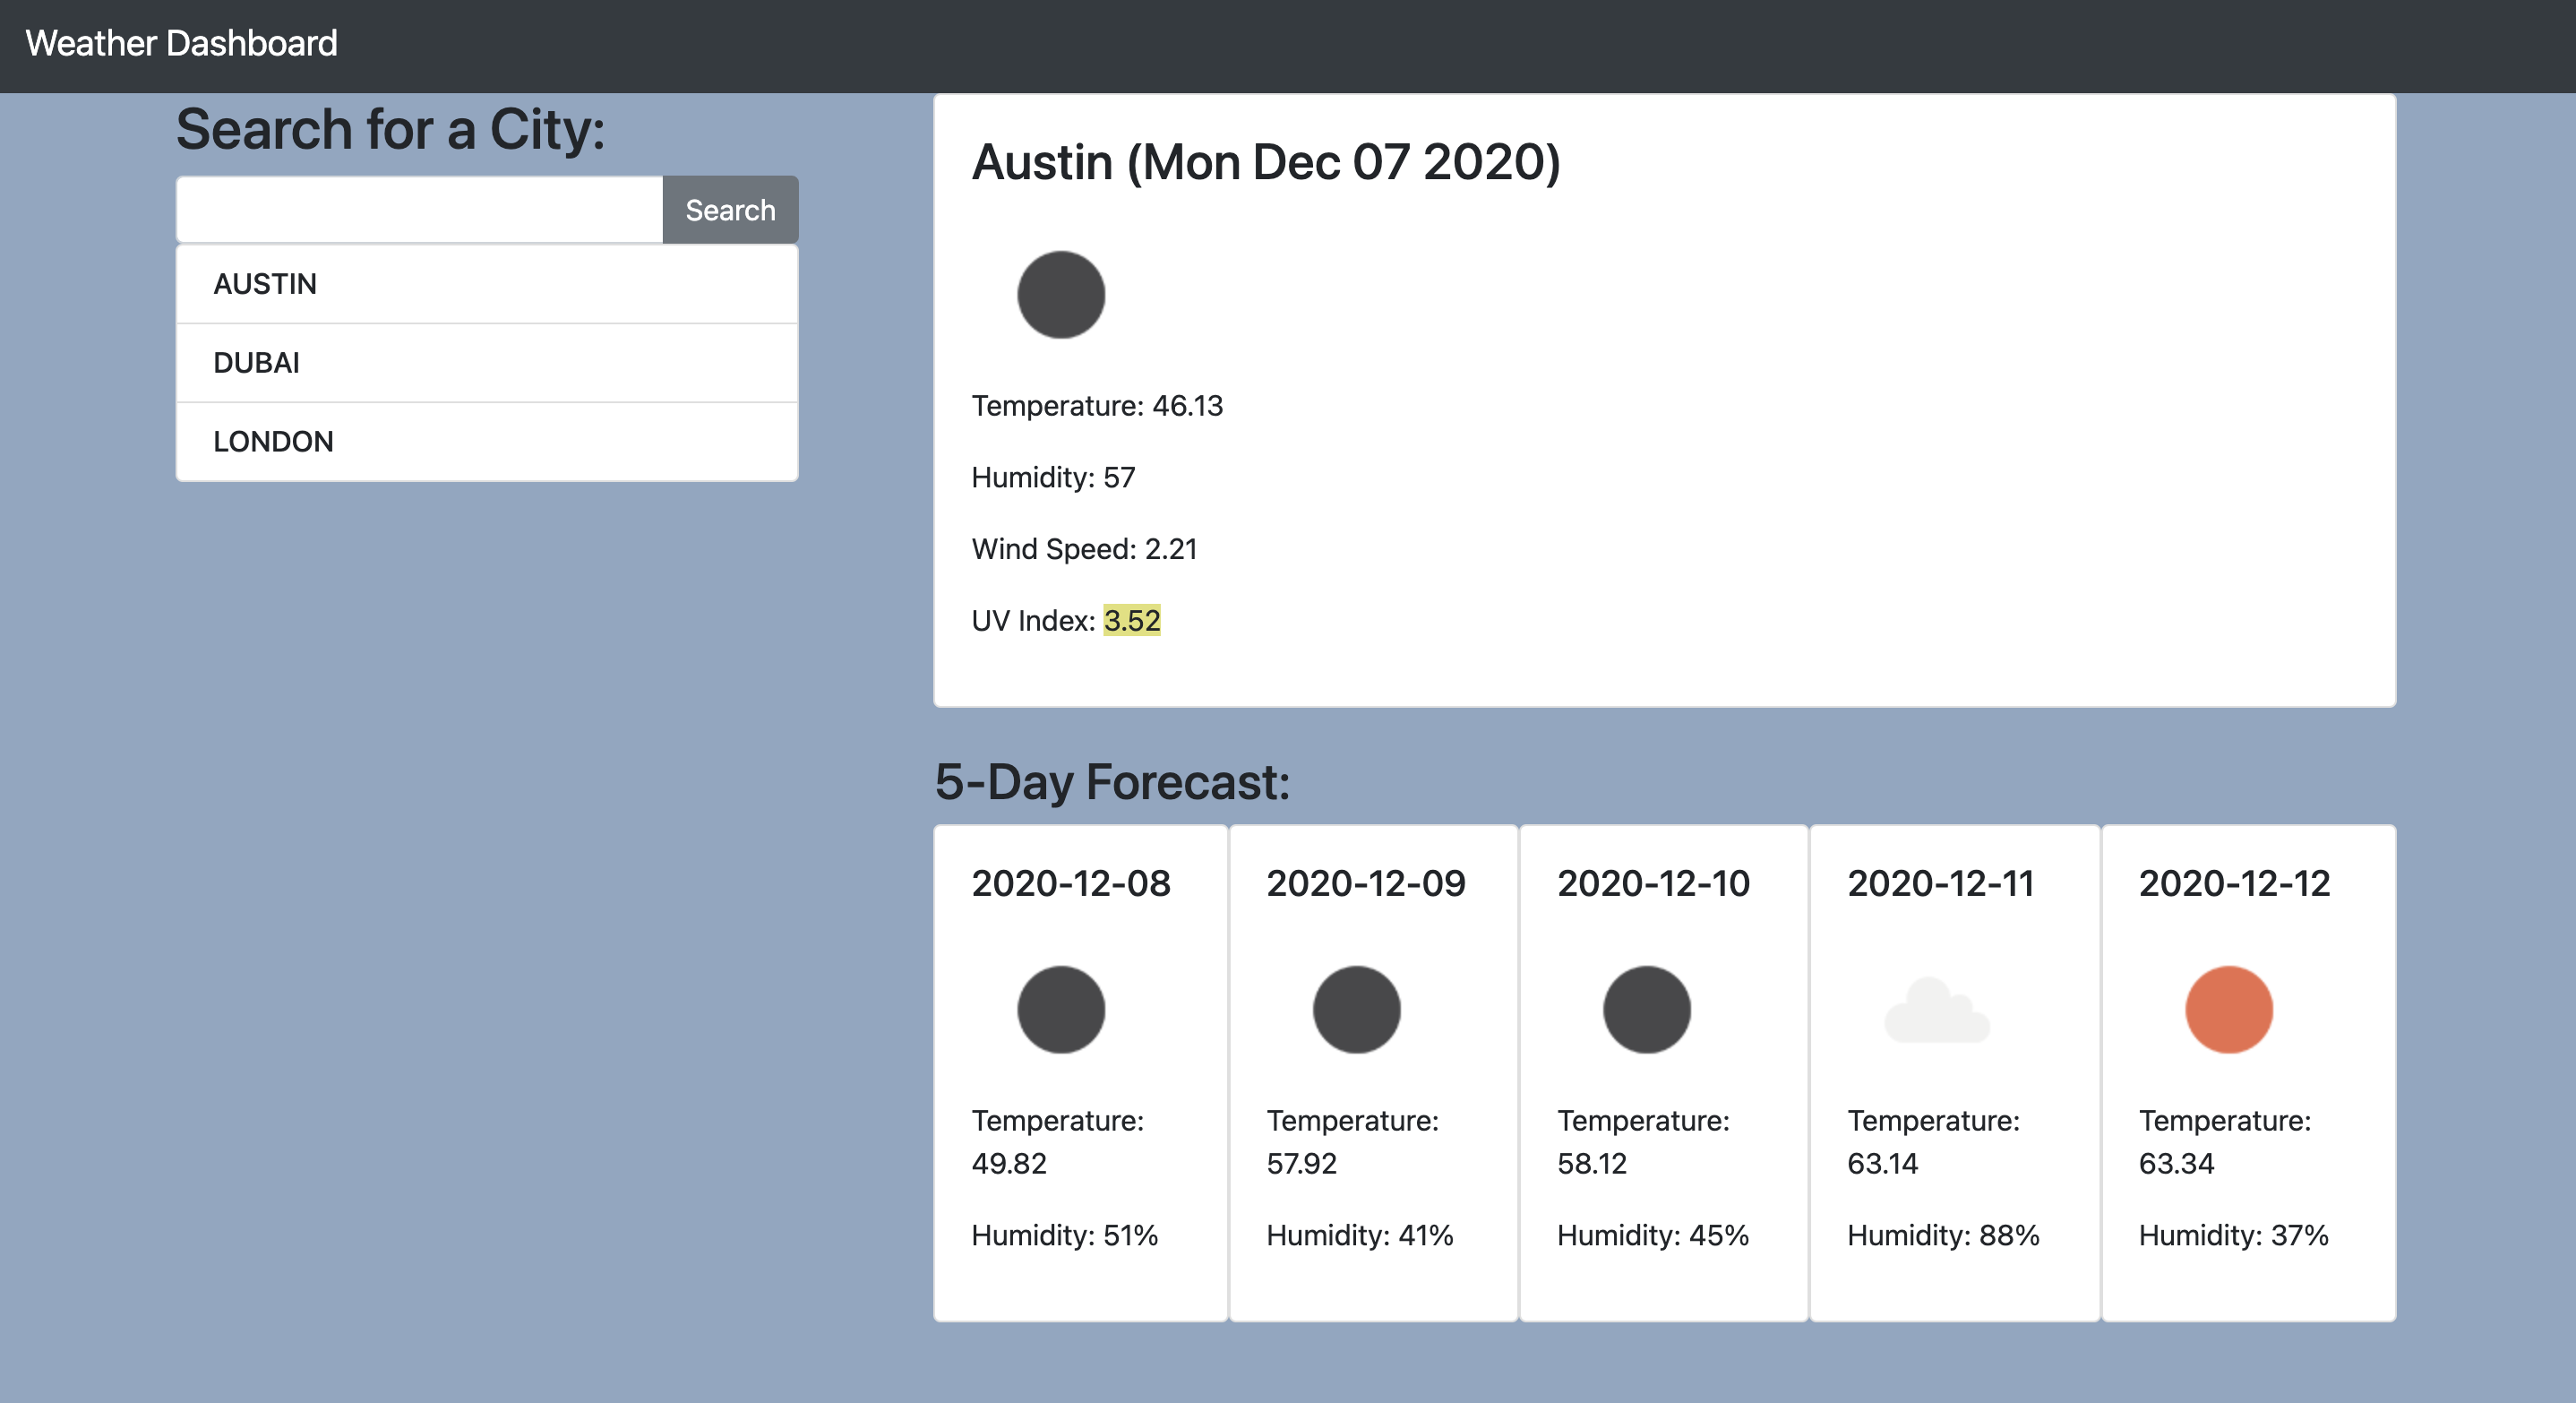 Weather Dashboard
Search for a City:
Search
AUSTIN
DUBAI
LONDON
Austin (Mon Dec 07 2020)
Temperature: 46.13
Humidity: 57
Wind Speed: 2.21
UV Index: 3.52
5-Day Forecast:
2020-12-08
Temperature:
49.82
Humidity: 51%
2020-12-09
Temperature:
57.92
Humidity: 41%
2020-12-10
Temperature:
58.12
Humidity: 45%
2020-12-11
Temperature:
63.14
Humidity: 88%
2020-12-12
Temperature:
63.34
Humidity: 37%